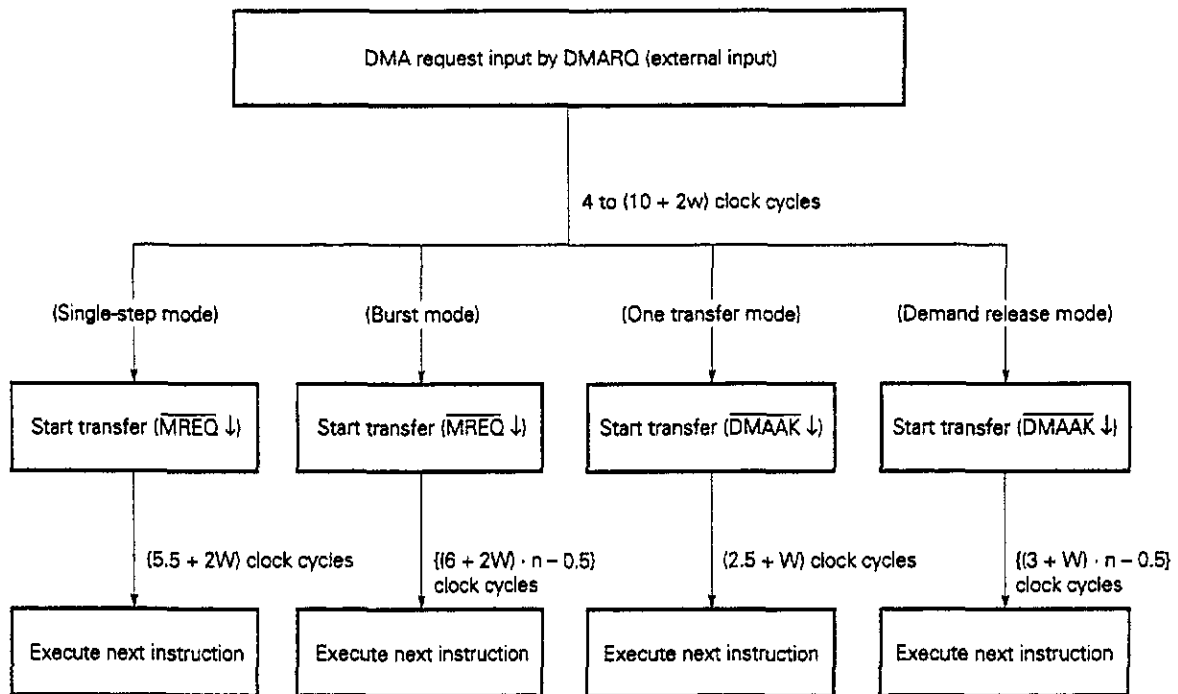 DMA request input by DMARQ (external input)
4 to (10 + 2w) clock cycles
(Single-step mode)
(Burst mode)
(One transfer mode)
(Demand release mode)
Start transfer (MREQ ↓)
Start transfer (MREQ ↓)
Start transfer (DMAAK ↓)
Start transfer (DMAAK ↓)
(5.5 + 2W) clock cycles
{(6 + 2W) · n – 0.5}
clock cycles
(2.5 + W) clock cycles
{(3 + W) · n – 0.5}
clock cycles
Execute next instruction
Execute next instruction
Execute next instruction
Execute next instruction